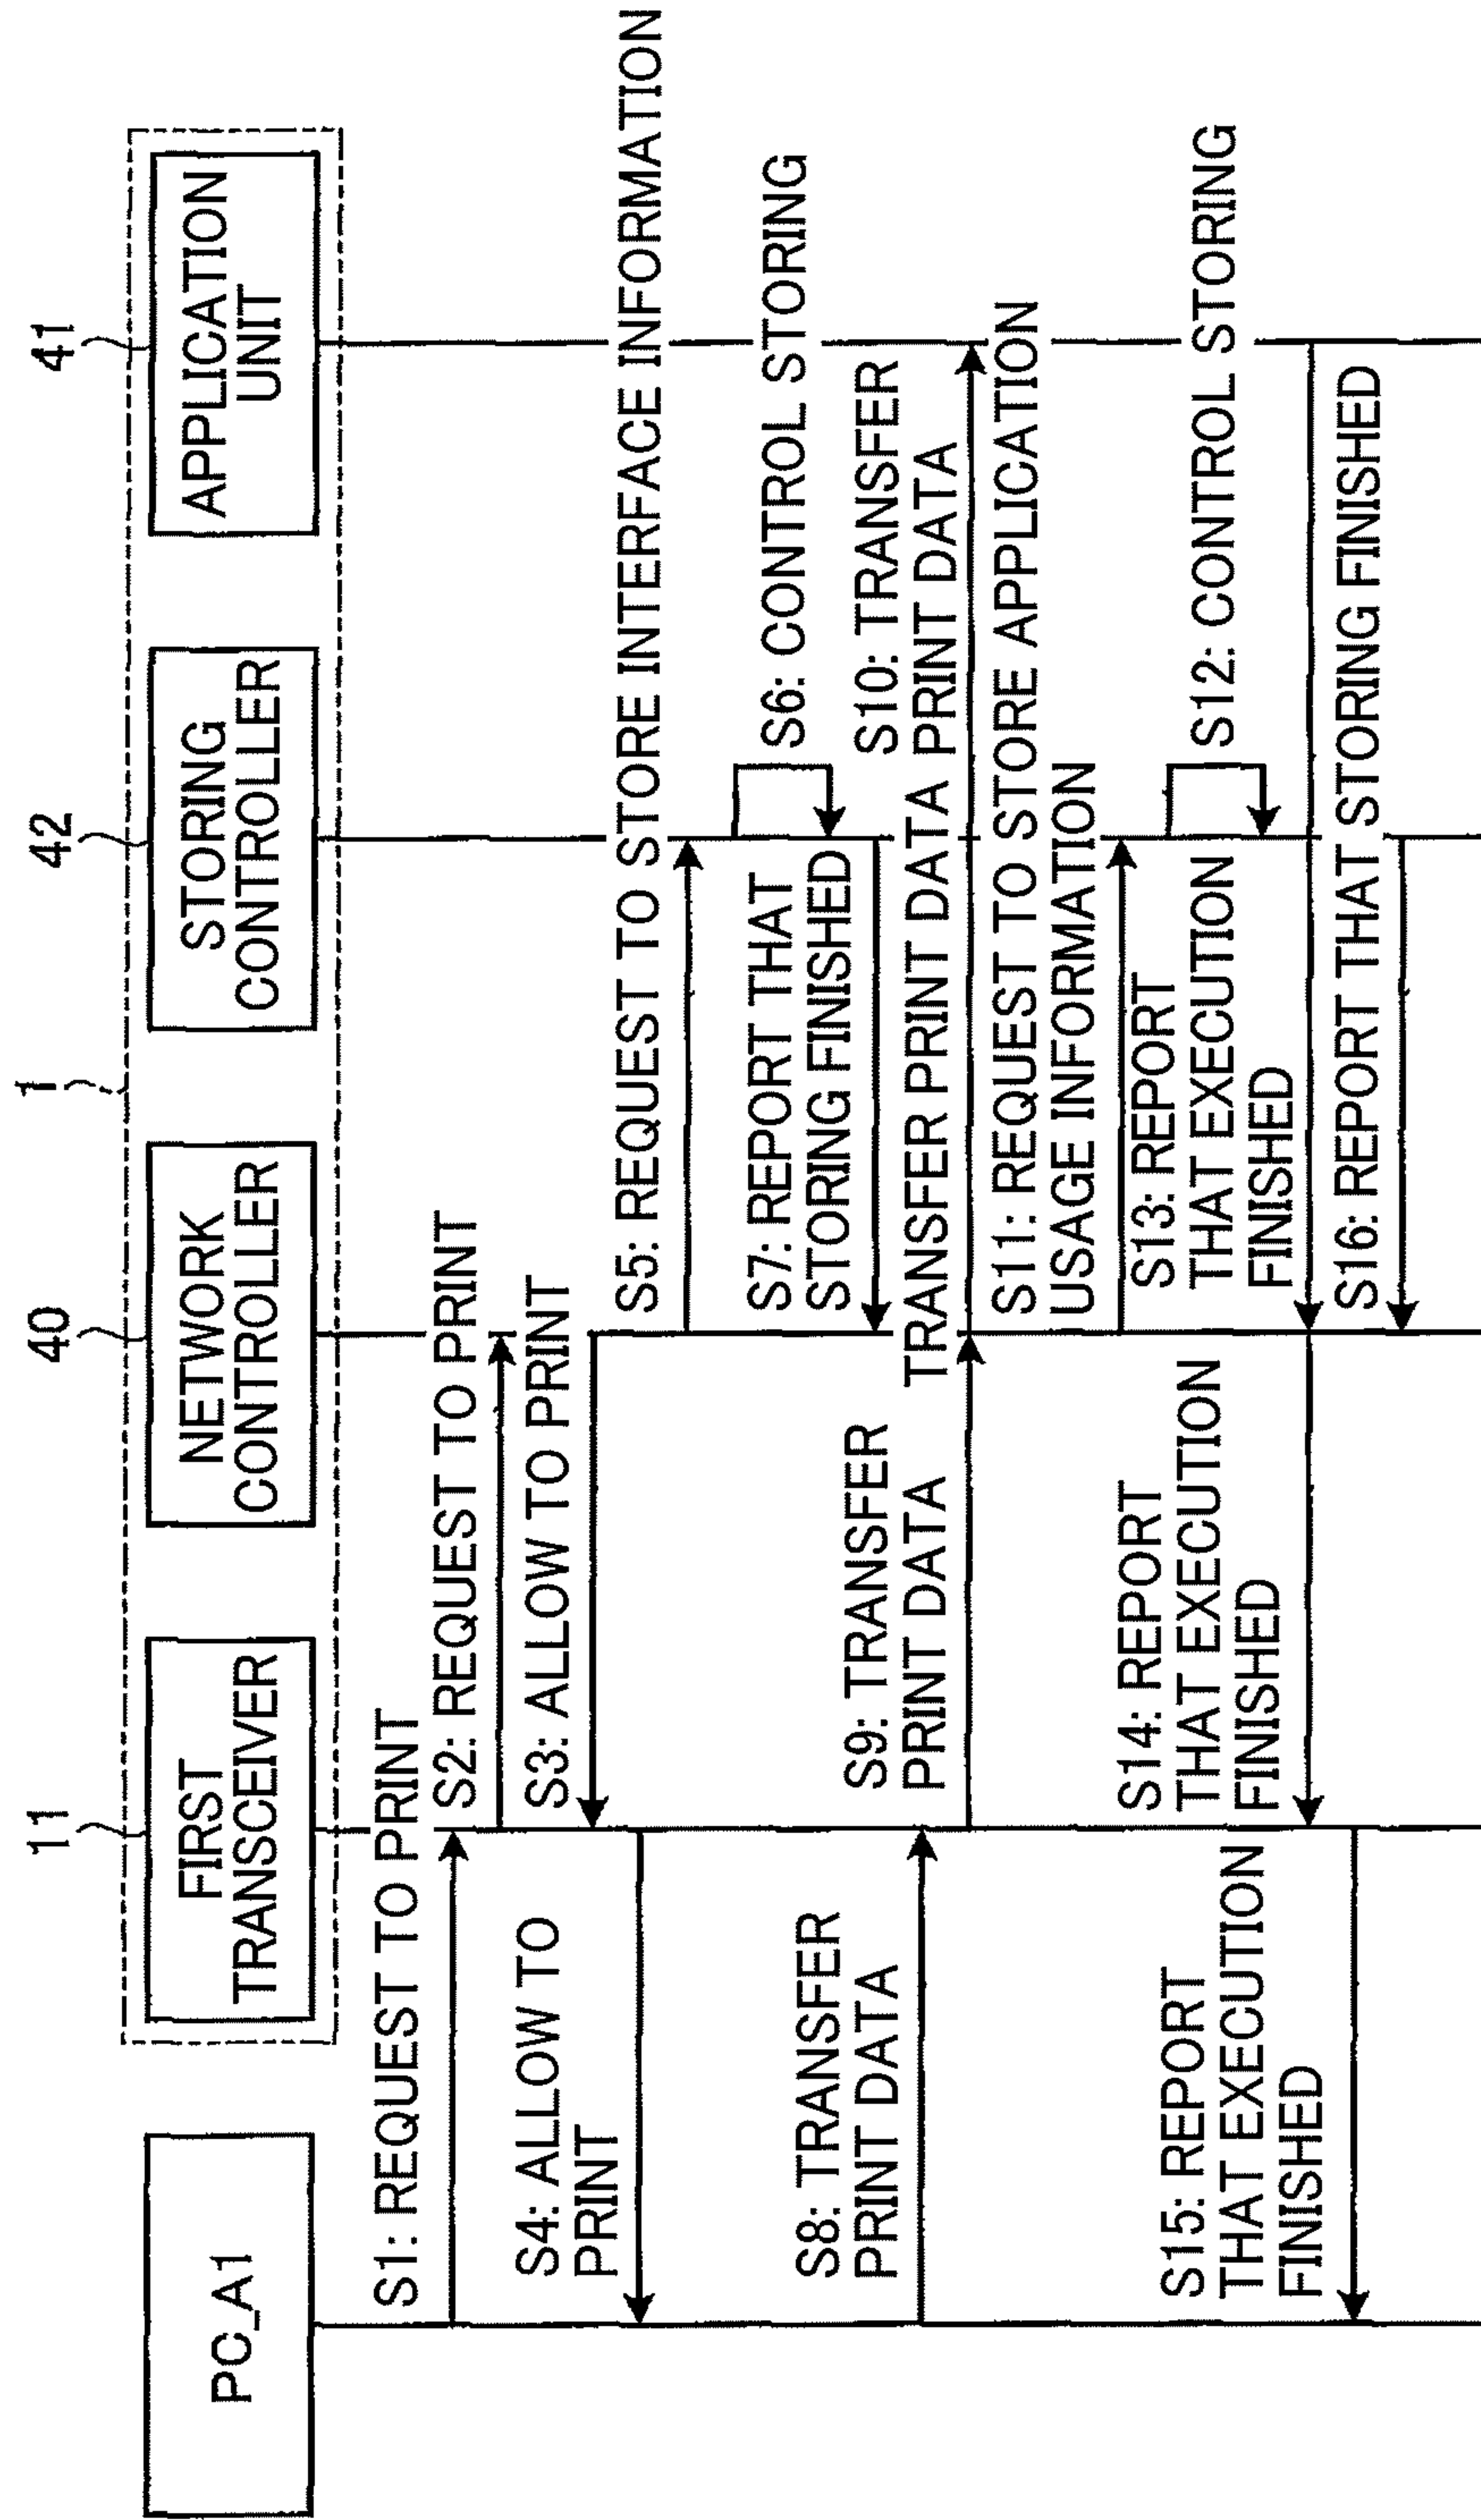 1
11
40
42
41
PC_A1
FIRST
TRANSCEIVER
NETWORK
CONTROLLER
STORING
CONTROLLER
APPLICATION
UNIT
S1: REQUEST TO PRINT
S2: REQUEST TO PRINT
S3: ALLOW TO PRINT
S4: ALLOW TO
PRINT
S5: REQUEST TO STORE INTERFACE INFORMATION
S6: CONTROL STORING
S7: REPORT THAT
STORING FINISHED
S8: TRANSFER
PRINT DATA
S9: TRANSFER
PRINT DATA
S10: TRANSFER
PRINT DATA
TRANSFER PRINT DATA
S11: REQUEST TO STORE APPLICATION
USAGE INFORMATION
S12: CONTROL STORING
S13: REPORT
THAT EXECUTION
FINISHED
S14: REPORT
THAT EXECUTION
FINISHED
S15: REPORT
THAT EXECUTION
FINISHED
S16: REPORT THAT STORING FINISHED